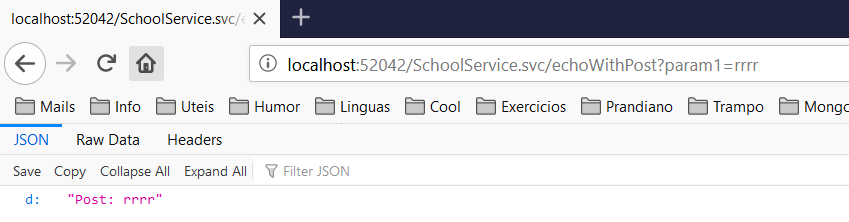 localhost:52042/SchoolService.svc/e
localhost:52042/SchoolService.svc/echoWithPost?param1=rrrr
Mails Info Uteis Humor Linguas Cool Exercicios Prandiano Trampo Mongo
JSON Raw Data Headers
Save Copy Collapse All Expand All Filter JSON
d: "Post: rrrr"